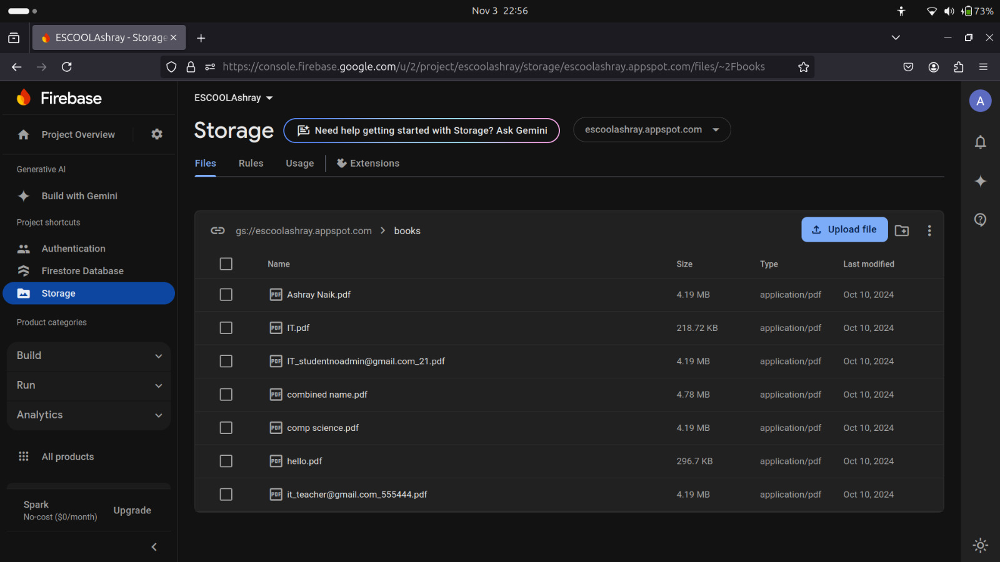 Nov 3 22:56
73%
ESCOOLAshray - Storage
https://console.firebase.google.com/u/2/project/escoolashray/storage/escoolashray.appspot.com/files/~2Fbooks
Firebase
Project Overview
Generative AI
Build with Gemini
Project shortcuts
Authentication
Firestore Database
Storage
Product categories
Build
Run
Analytics
All products
Spark
No-cost ($0/month)
Upgrade
ESCOOLAshray
Storage
Need help getting started with Storage? Ask Gemini
escoolashray.appspot.com
Files Rules Usage Extensions
gs://escoolashray.appspot.com books
Upload file
Name Size Type Last modified
PDF Ashray Naik.pdf 4.19 MB application/pdf Oct 10, 2024
PDF IT.pdf 218.72 KB application/pdf Oct 10, 2024
PDF IT_studentnoadmin@gmail.com_21.pdf 4.19 MB application/pdf Oct 10, 2024
PDF combined name.pdf 4.78 MB application/pdf Oct 10, 2024
PDF comp science.pdf 4.19 MB application/pdf Oct 10, 2024
PDF hello.pdf 296.7 KB application/pdf Oct 10, 2024
PDF it_teacher@gmail.com_555444.pdf 4.19 MB application/pdf Oct 10, 2024
A